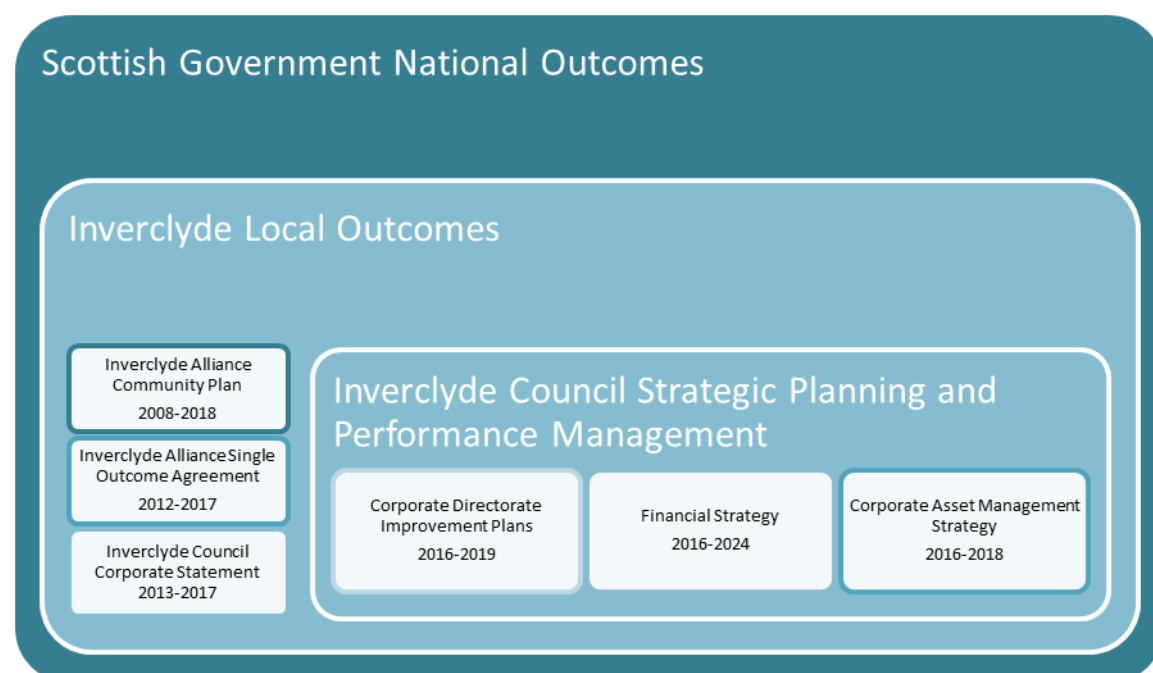 Scottish Government National Outcomes
Inverclyde Local Outcomes
Inverclyde Alliance
Community Plan
2008-2018
Inverclyde Alliance Single
Outcome Agreement
2012-2017
Inverclyde Council
Corporate Statement
2013-2017
Inverclyde Council Strategic Planning and
Performance Management
Corporate Directorate
Improvement Plans
2016-2019
Financial Strategy
2016-2024
Corporate Asset Management
Strategy
2016-2018